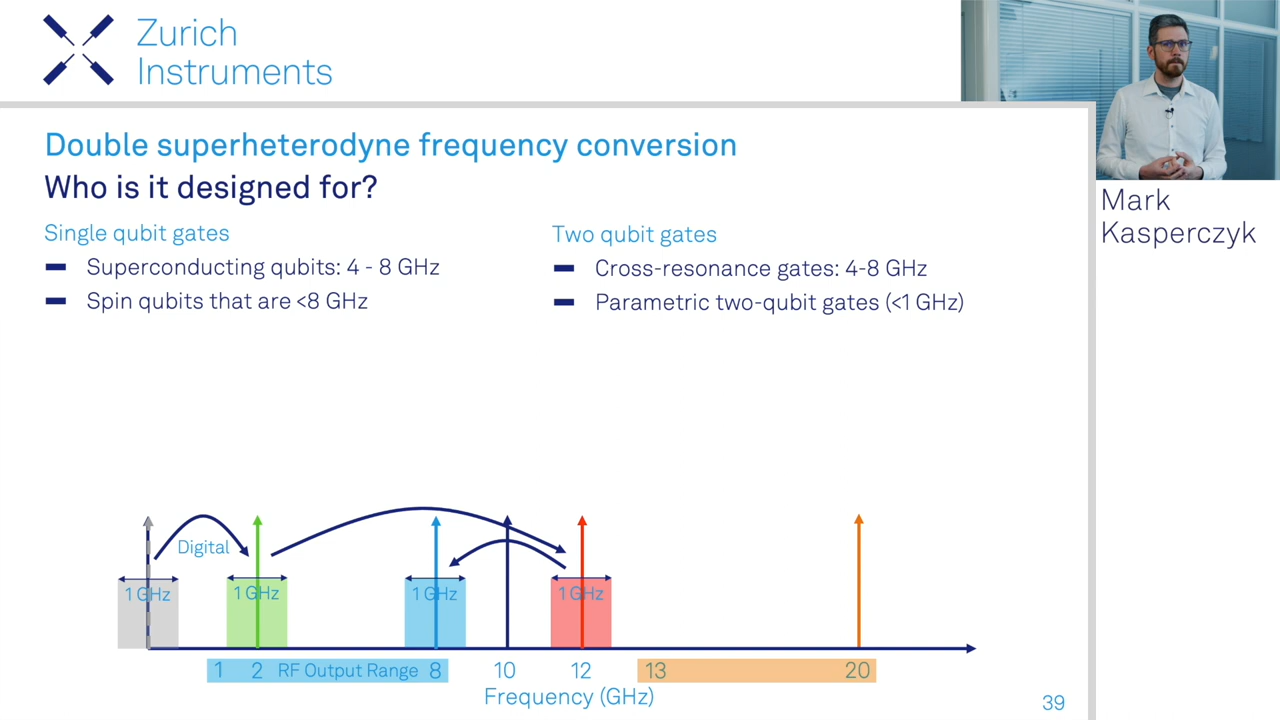 Zurich
Instruments
Double superheterodyne frequency conversion
Who is it designed for?
Single qubit gates
Superconducting qubits: 4 - 8 GHz
Spin qubits that are <8 GHz
Two qubit gates
Cross-resonance gates: 4-8 GHz
Parametric two-qubit gates (<1 GHz)
Mark
Kasperczyk
Digital
1 GHz 1 GHz 1 GHz 1 GHz
1 2 RF Output Range 8 10 12 13 20
Frequency (GHz)
39